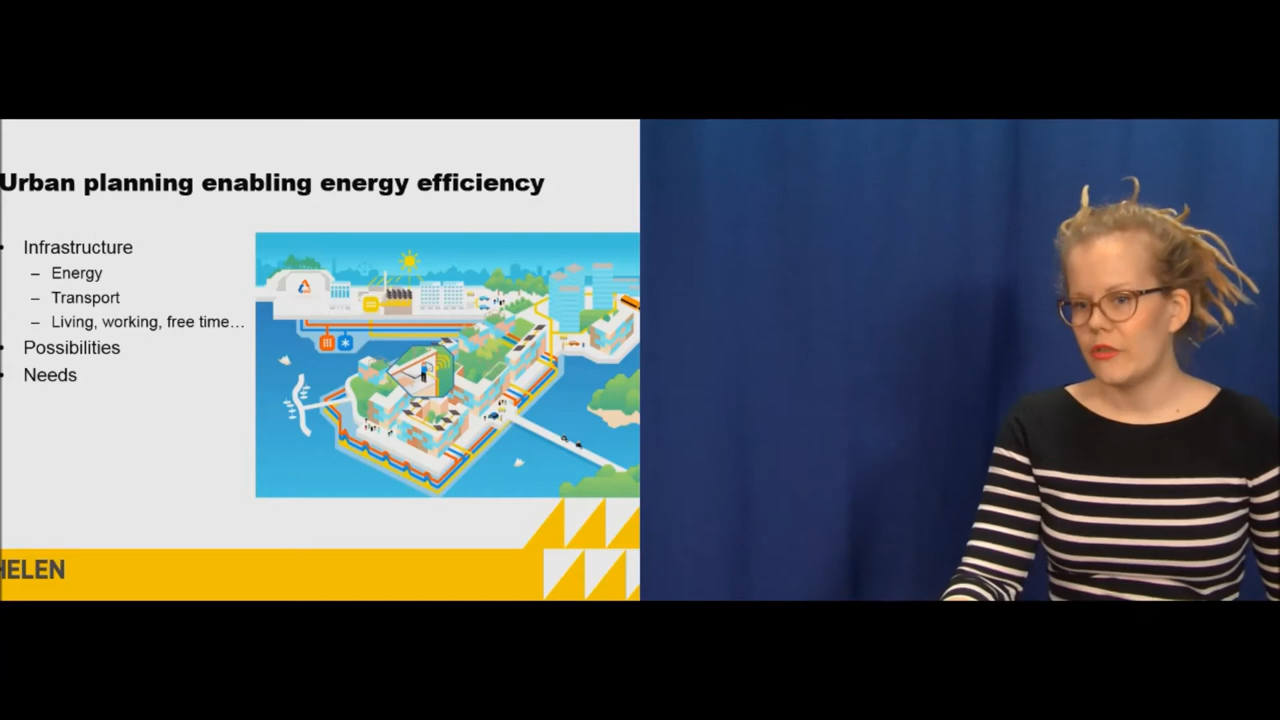 Urban planning enabling energy efficiency
• Infrastructure
– Energy
– Transport
– Living, working, free time…
• Possibilities
• Needs
HELEN